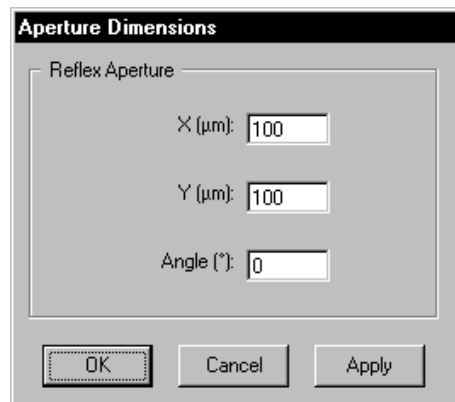 Aperture Dimensions
Reflex Aperture
X (µm): 100
Y (µm): 100
Angle (°): 0
OK Cancel Apply